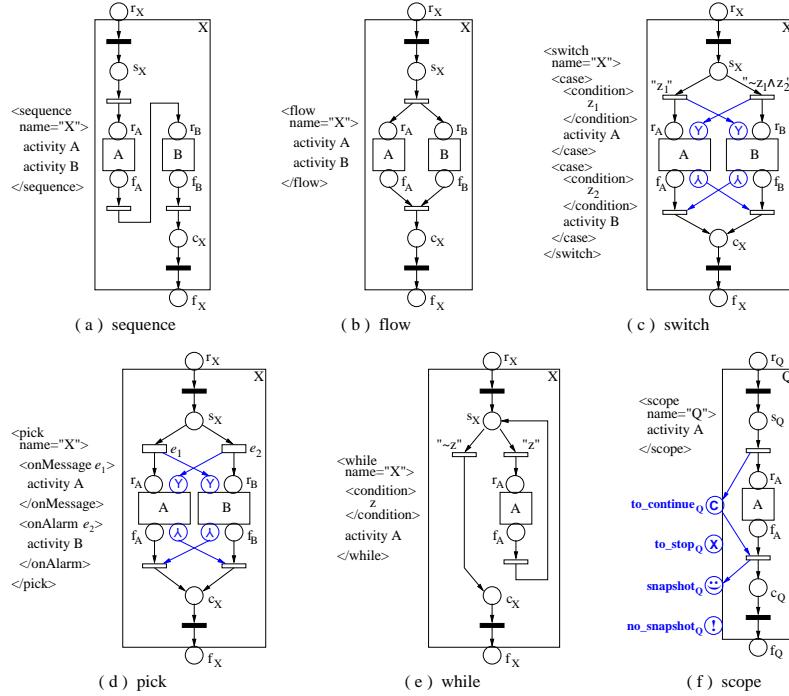 r_X
X
s_X
<sequence
name="X">
activity A
activity B
</sequence>
r_A
r_B
A
B
f_A
f_B
c_X
f_X
( a ) sequence
r_X
X
s_X
<flow
name="X">
activity A
activity B
</flow>
r_A
r_B
A
B
f_A
f_B
c_X
f_X
( b ) flow
r_X
X
<switch
name="X">
<case>
<condition>
z_1
</condition>
activity A
</case>
<case>
<condition>
z_2
</condition>
activity B
</case>
</switch>
s_X
"z_1"
"~z_1∧z_2"
r_A
Y
Y
r_B
A
B
f_A
Y
Y
f_B
c_X
f_X
( c ) switch
r_X
X
s_X
<pick
name="X">
<onMessage e_1>
activity A
</onMessage>
<onAlarm e_2>
activity B
</onAlarm>
</pick>
e_1
e_2
r_A
Y
Y
r_B
A
B
f_A
Y
Y
f_B
c_X
f_X
( d ) pick
r_X
X
s_X
"~z"
"z"
<while
name="X">
<condition>
z
</condition>
activity A
</while>
r_A
A
f_A
c_X
f_X
( e ) while
r_Q
Q
<scope
name="Q">
activity A
</scope>
s_Q
r_A
to_continue_Q
C
A
f_A
to_stop_Q
X
snapshot_Q
c_Q
no_snapshot_Q
!
f_Q
( f ) scope